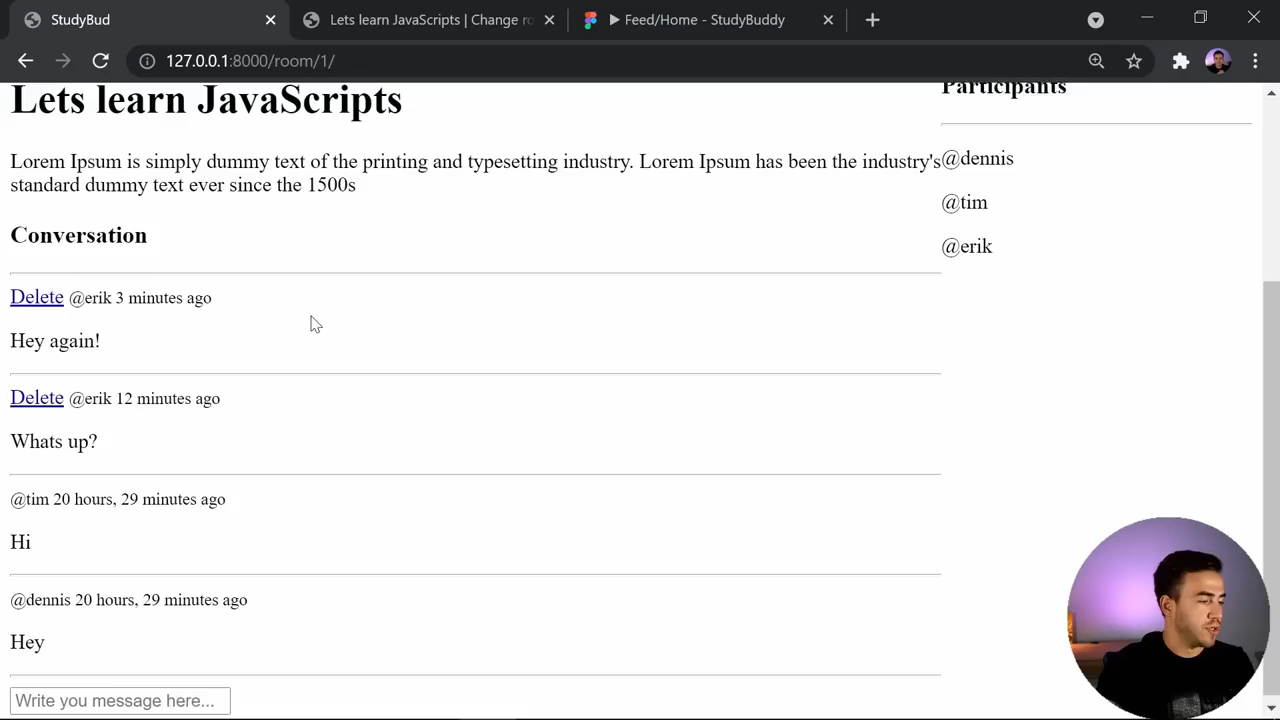 StudyBud
Lets learn JavaScripts | Change ro
Feed/Home - StudyBuddy
127.0.0.1:8000/room/1/
Lets learn JavaScripts
Lorem Ipsum is simply dummy text of the printing and typesetting industry. Lorem Ipsum has been the industry's
standard dummy text ever since the 1500s
Conversation
Delete @erik 3 minutes ago
Hey again!
Delete @erik 12 minutes ago
Whats up?
@tim 20 hours, 29 minutes ago
Hi
@dennis 20 hours, 29 minutes ago
Hey
Write you message here...
Participants
@dennis
@tim
@erik